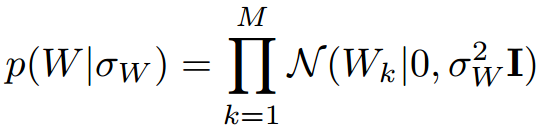 p(W|σ_W) = ∏_{k=1}^{M} 𝒩(W_k|0, σ_W^2 𝐈)